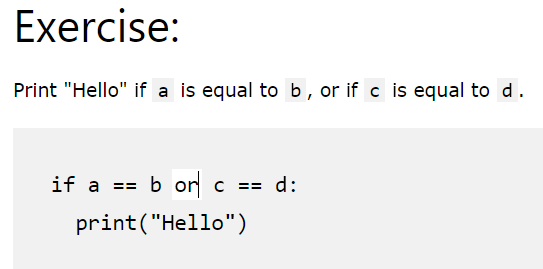 Exercise:
Print "Hello" if a is equal to b, or if c is equal to d.
if a == b or c == d:
  print("Hello")